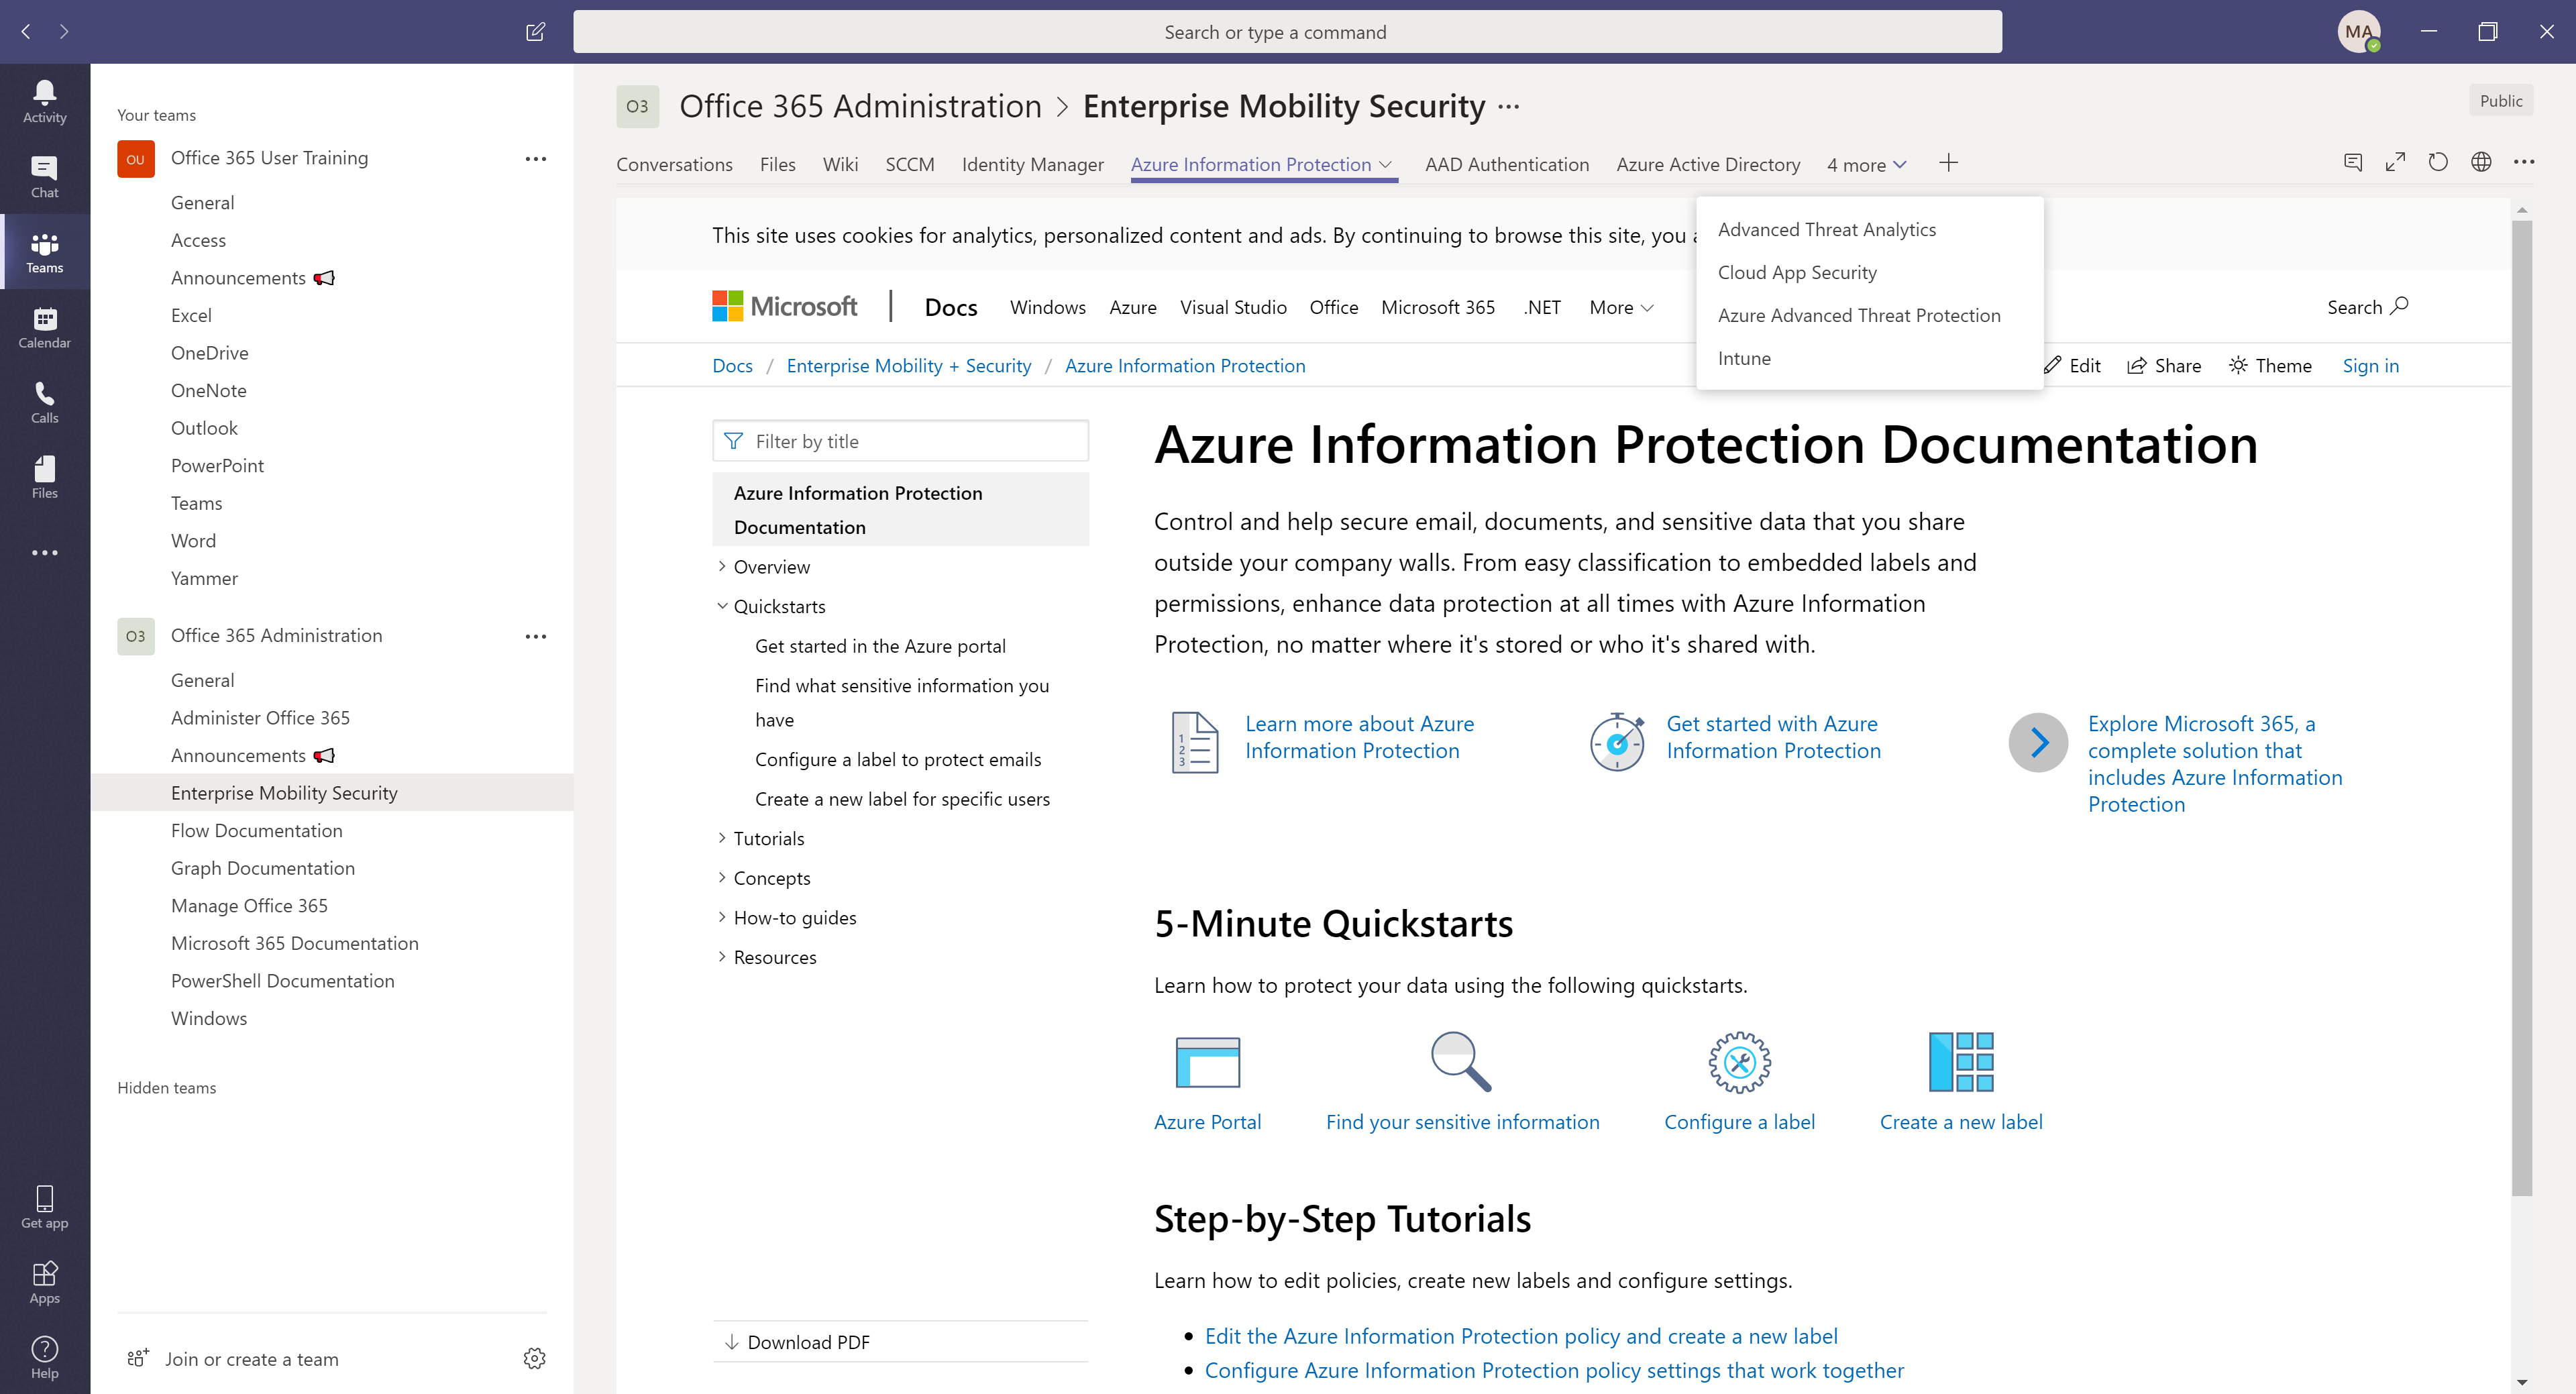 Search or type a command
MA
Activity
Chat
Teams
Calendar
Calls
Files
Get app
Apps
Help
Your teams
OU Office 365 User Training
General
Access
Announcements
Excel
OneDrive
OneNote
Outlook
PowerPoint
Teams
Word
Yammer
O3 Office 365 Administration
General
Administer Office 365
Announcements
Enterprise Mobility Security
Flow Documentation
Graph Documentation
Manage Office 365
Microsoft 365 Documentation
PowerShell Documentation
Windows
Hidden teams
Join or create a team
O3 Office 365 Administration > Enterprise Mobility Security ...
Public
Conversations Files Wiki SCCM Identity Manager Azure Information Protection AAD Authentication Azure Active Directory 4 more
Advanced Threat Analytics
Cloud App Security
Azure Advanced Threat Protection
Intune
This site uses cookies for analytics, personalized content and ads. By continuing to browse this site, you
Microsoft | Docs Windows Azure Visual Studio Office Microsoft 365 .NET More Search
Docs / Enterprise Mobility + Security / Azure Information Protection Edit Share Theme Sign in
Filter by title
Azure Information Protection
Documentation
Overview
Quickstarts
Get started in the Azure portal
Find what sensitive information you
have
Configure a label to protect emails
Create a new label for specific users
Tutorials
Concepts
How-to guides
Resources
Download PDF
Azure Information Protection Documentation
Control and help secure email, documents, and sensitive data that you share
outside your company walls. From easy classification to embedded labels and
permissions, enhance data protection at all times with Azure Information
Protection, no matter where it's stored or who it's shared with.
1
2
3
Learn more about Azure
Information Protection
Get started with Azure
Information Protection
Explore Microsoft 365, a
complete solution that
includes Azure Information
Protection
5-Minute Quickstarts
Learn how to protect your data using the following quickstarts.
Azure Portal Find your sensitive information Configure a label Create a new label
Step-by-Step Tutorials
Learn how to edit policies, create new labels and configure settings.
• Edit the Azure Information Protection policy and create a new label
• Configure Azure Information Protection policy settings that work together